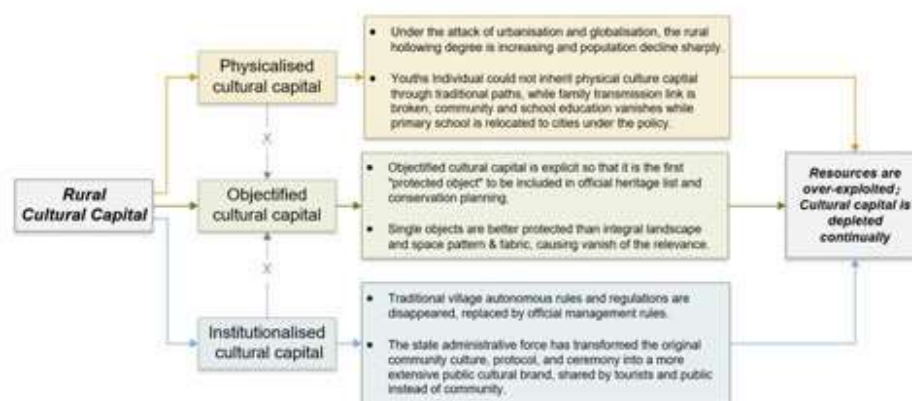 Rural
Cultural Capital
Physicalised
cultural capital
X
Objectified
cultural capital
X
Institutionalised
cultural capital
● Under the attack of urbanisation and globalisation, the rural
hollowing degree is increasing and population decline sharply.
● Youths Individual could not inherit physical culture capital
through traditional paths, while family transmission link is
broken, community and school education vanishes while
primary school is relocated to cities under the policy.
● Objectified cultural capital is explicit so that it is the first
"protected object" to be included in official heritage list and
conservation planning.
● Single objects are better protected than integral landscape
and space pattern & fabric, causing vanish of the relevance.
● Traditional village autonomous rules and regulations are
disappeared, replaced by official management rules.
● The state administrative force has transformed the original
community culture, protocol, and ceremony into a more
extensive public cultural brand, shared by tourists and public
instead of community.
Resources are
over-exploited;
Cultural capital is
depleted
continually